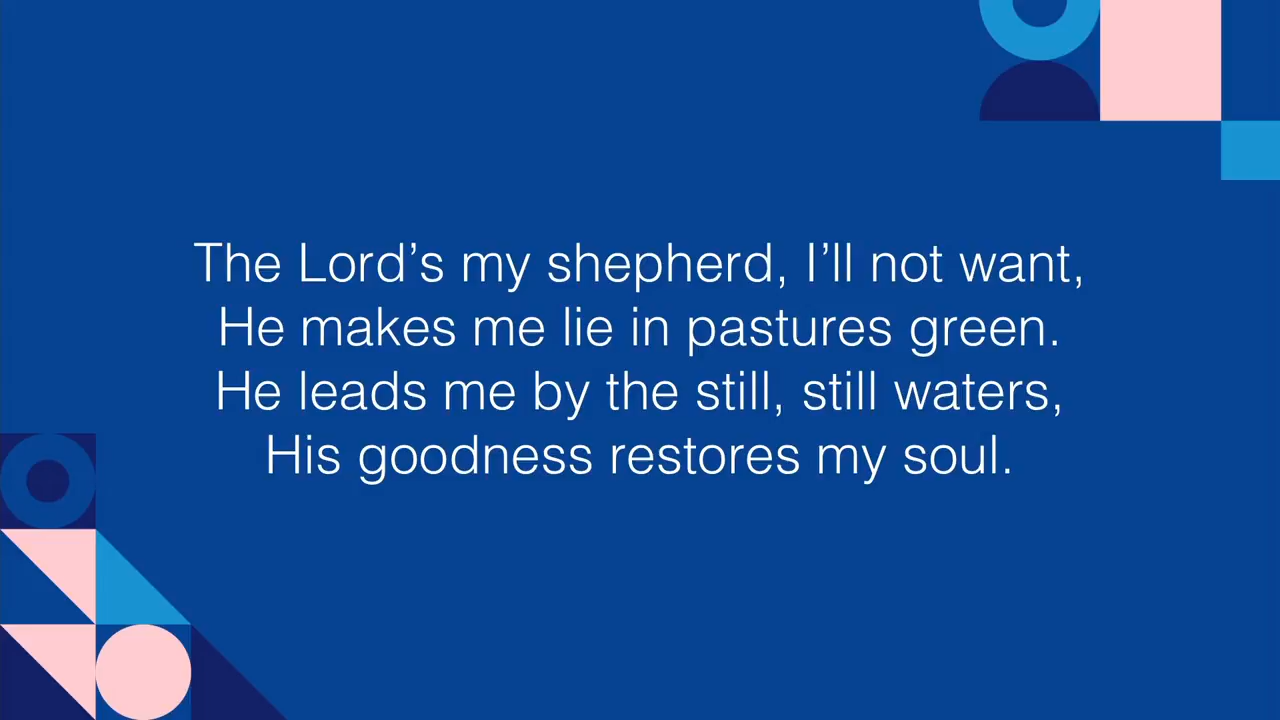 The Lord’s my shepherd, I’ll not want,
He makes me lie in pastures green.
He leads me by the still, still waters,
His goodness restores my soul.